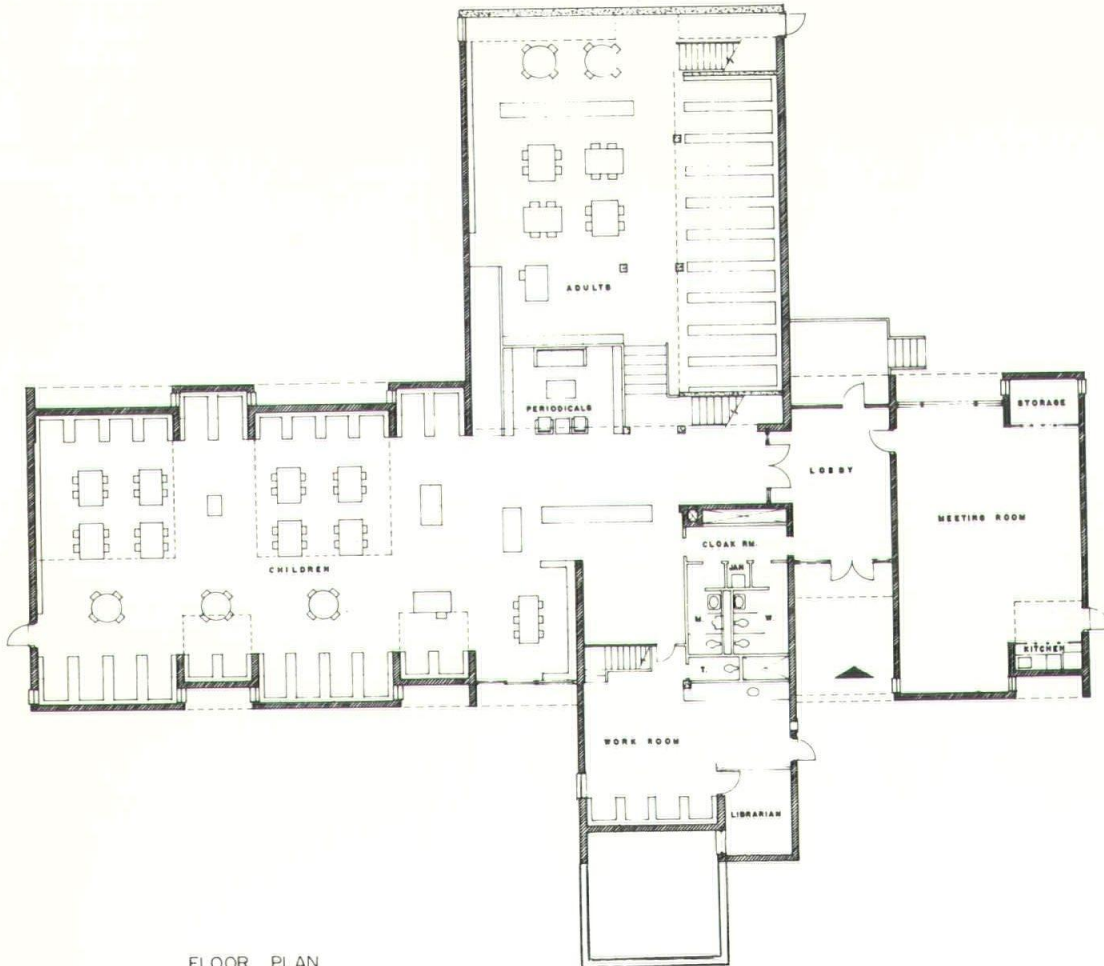 ADULTS
PERIODICALS
STORAGE
LOBBY
MEETING ROOM
CLOAK RM.
JAN
CHILDREN
M.
W.
KITCHEN
T.
WORK ROOM
LIBRARIAN
FLOOR PLAN